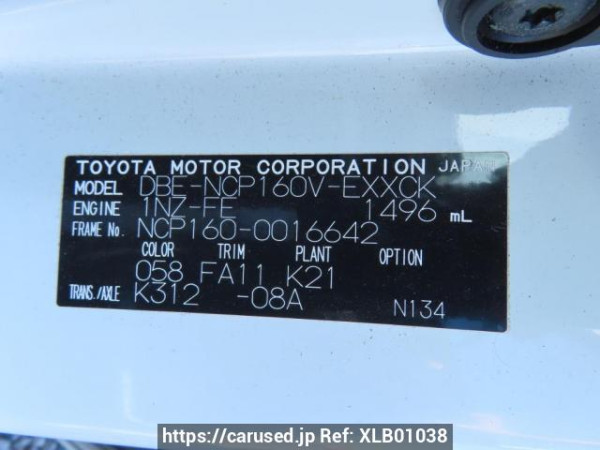 TOYOTA MOTOR CORPORATION JAPAN
MODEL DBE-NCP160V-EXXCK
ENGINE 1NZ-FE 1496 mL
FRAME No. NCP160-0016642
COLOR TRIM PLANT OPTION
058 FA11 K21
TRANS./AXLE K312 -08A
N134
https://carused.jp Ref: XLB01038